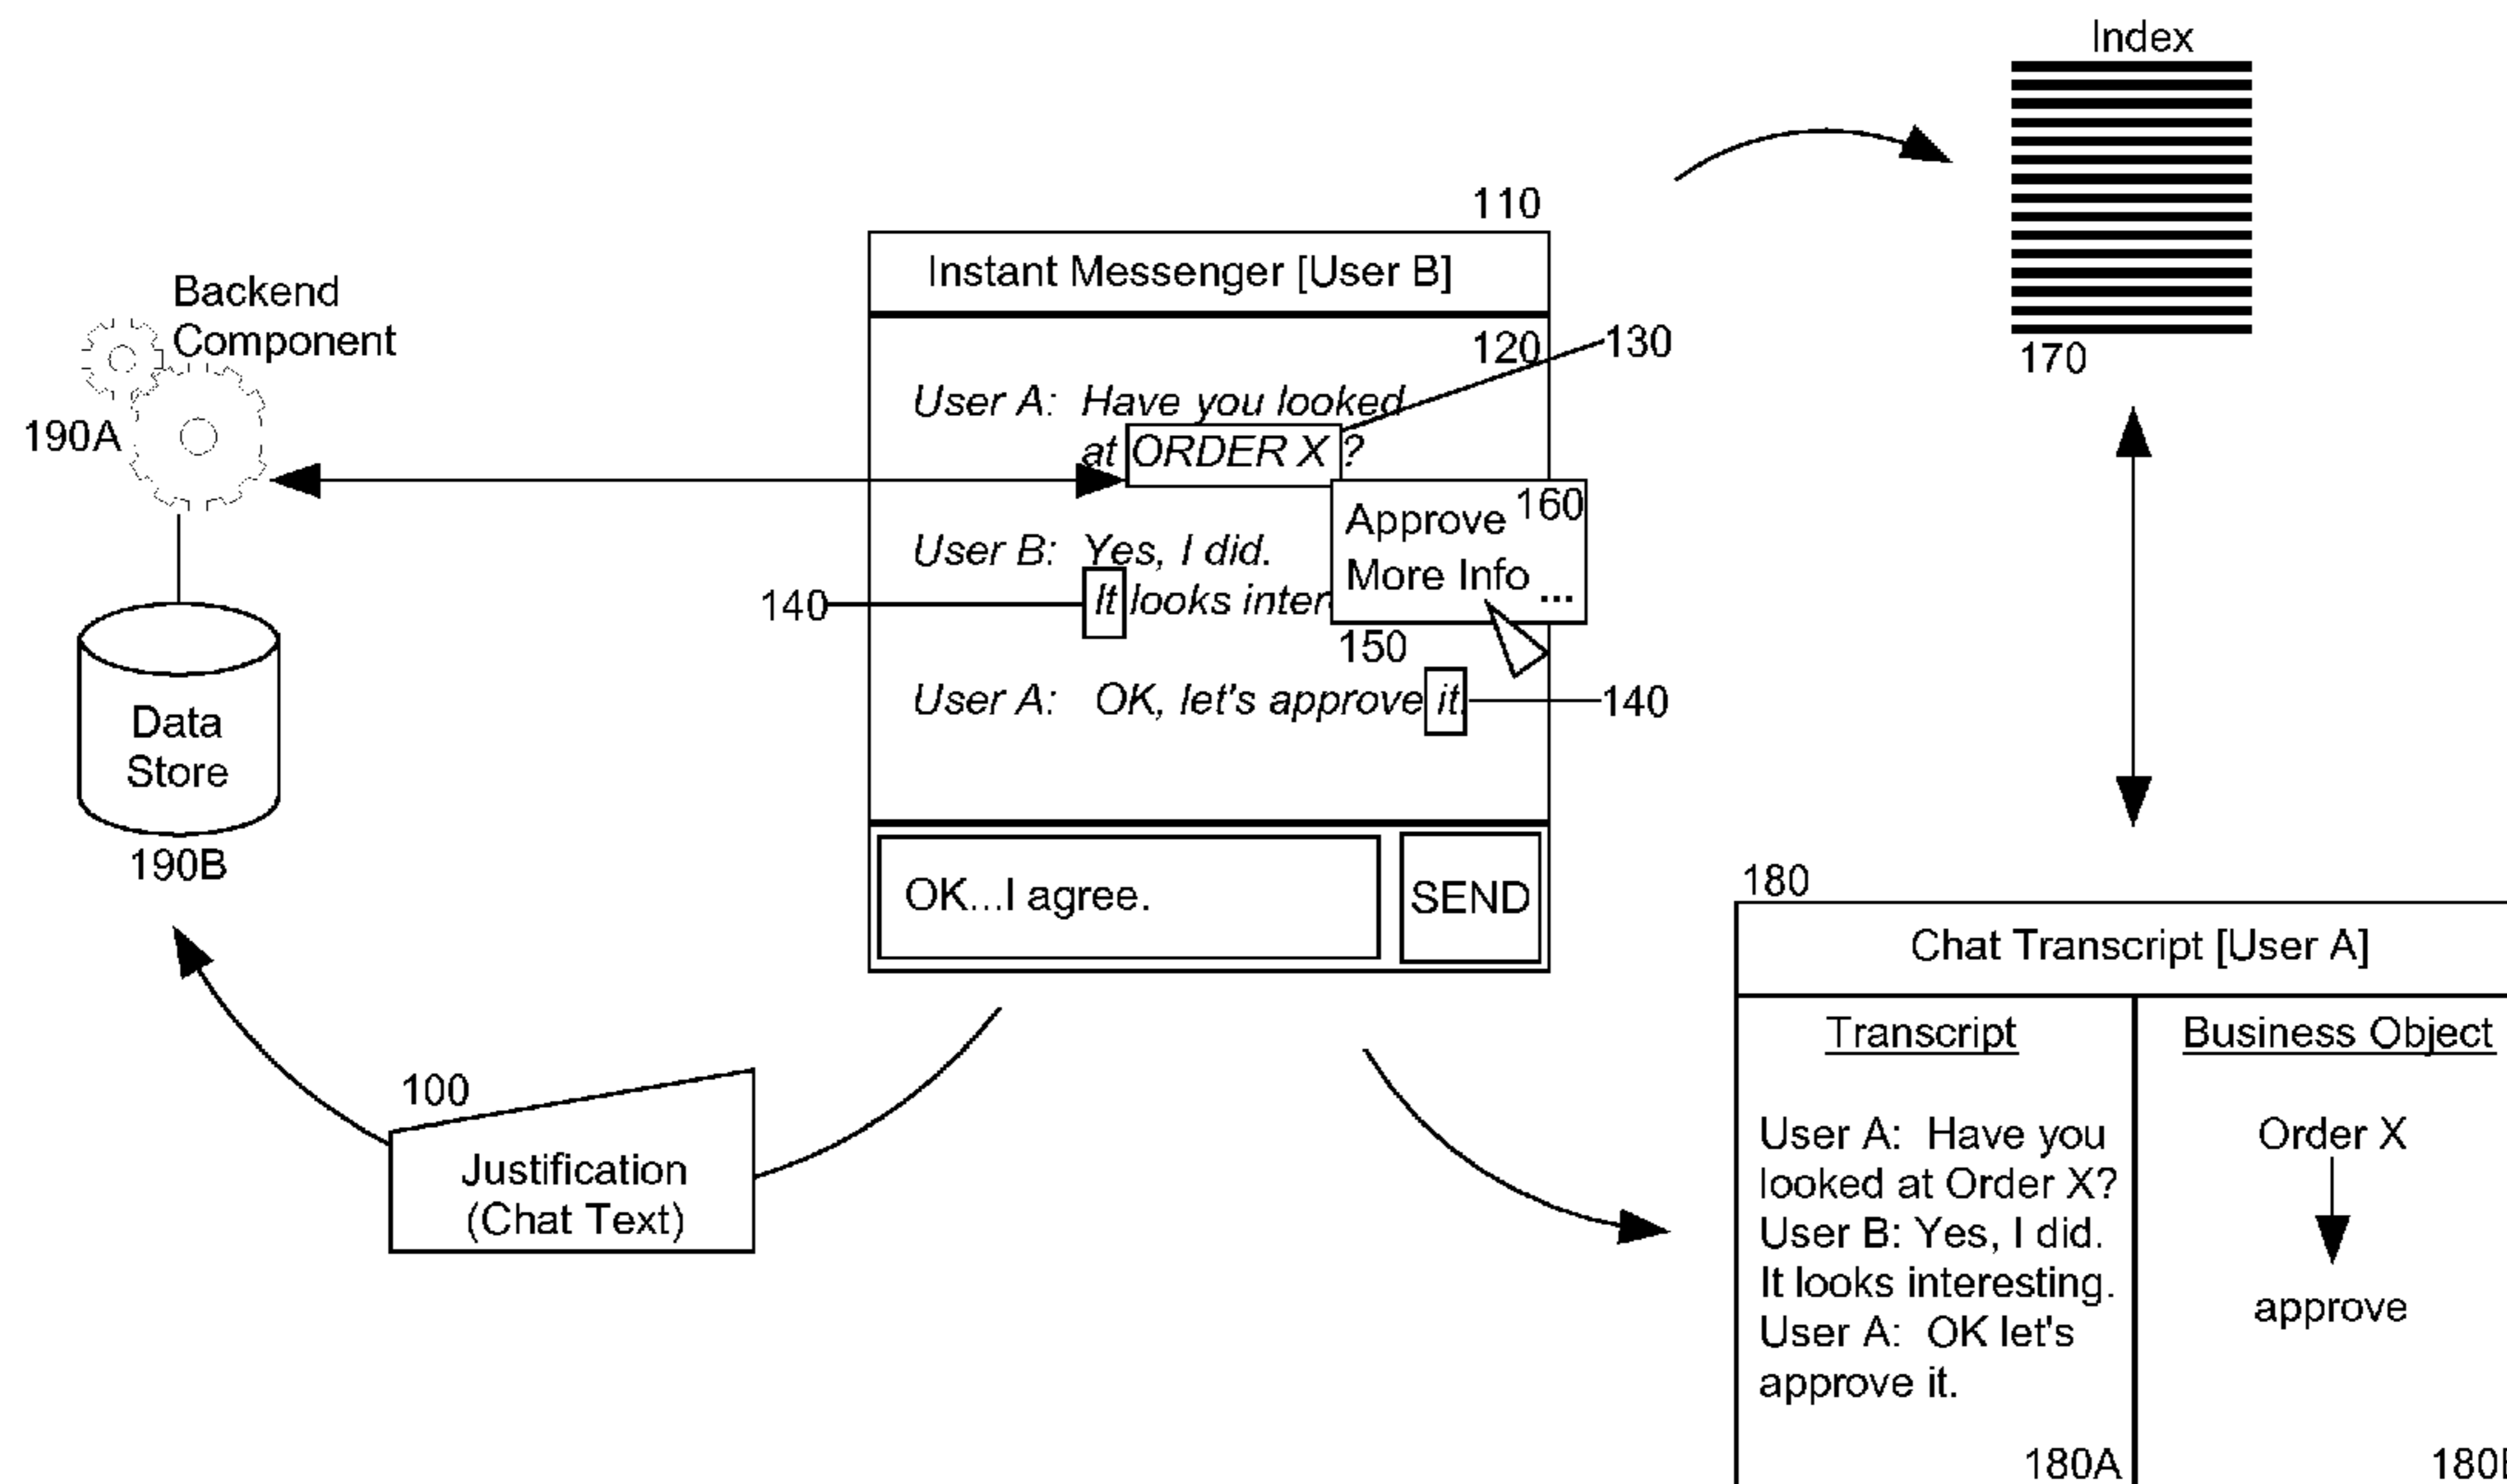 Index
170
110
Instant Messenger [User B]
120
130
User A: Have you looked
at ORDER X ?
160
Approve
More Info ...
150
User B: Yes, I did.
It looks inter
140
User A: OK, let's approve it.
140
OK...I agree.
SEND
Backend
Component
190A
Data
Store
190B
100
Justification
(Chat Text)
180
Chat Transcript [User A]
Transcript
User A: Have you
looked at Order X?
User B: Yes, I did.
It looks interesting.
User A: OK let's
approve it.
180A
Business Object
Order X
approve